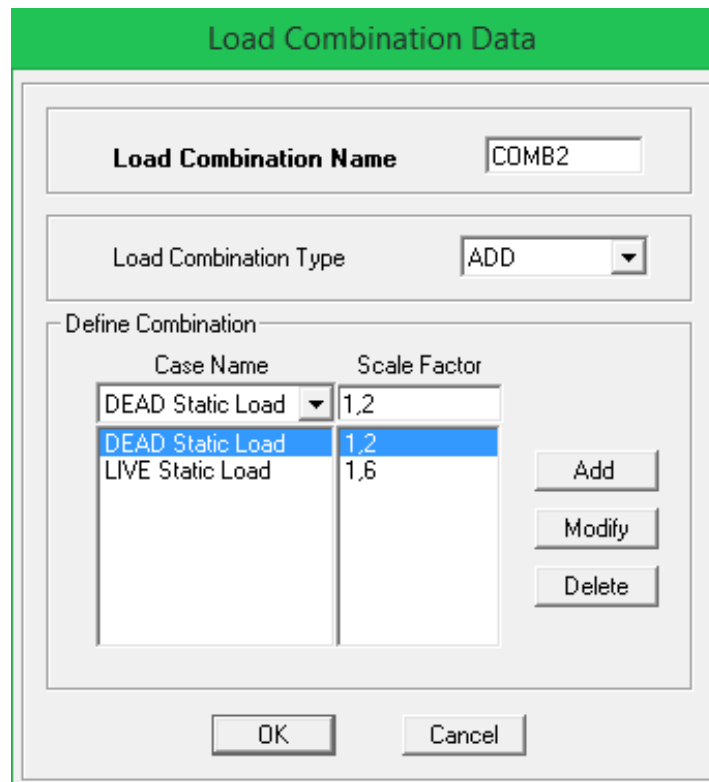 Load Combination Data
Load Combination Name COMB2
Load Combination Type ADD
Define Combination
Case Name Scale Factor
DEAD Static Load 1,2
DEAD Static Load 1,2
LIVE Static Load 1,6
Add
Modify
Delete
OK Cancel